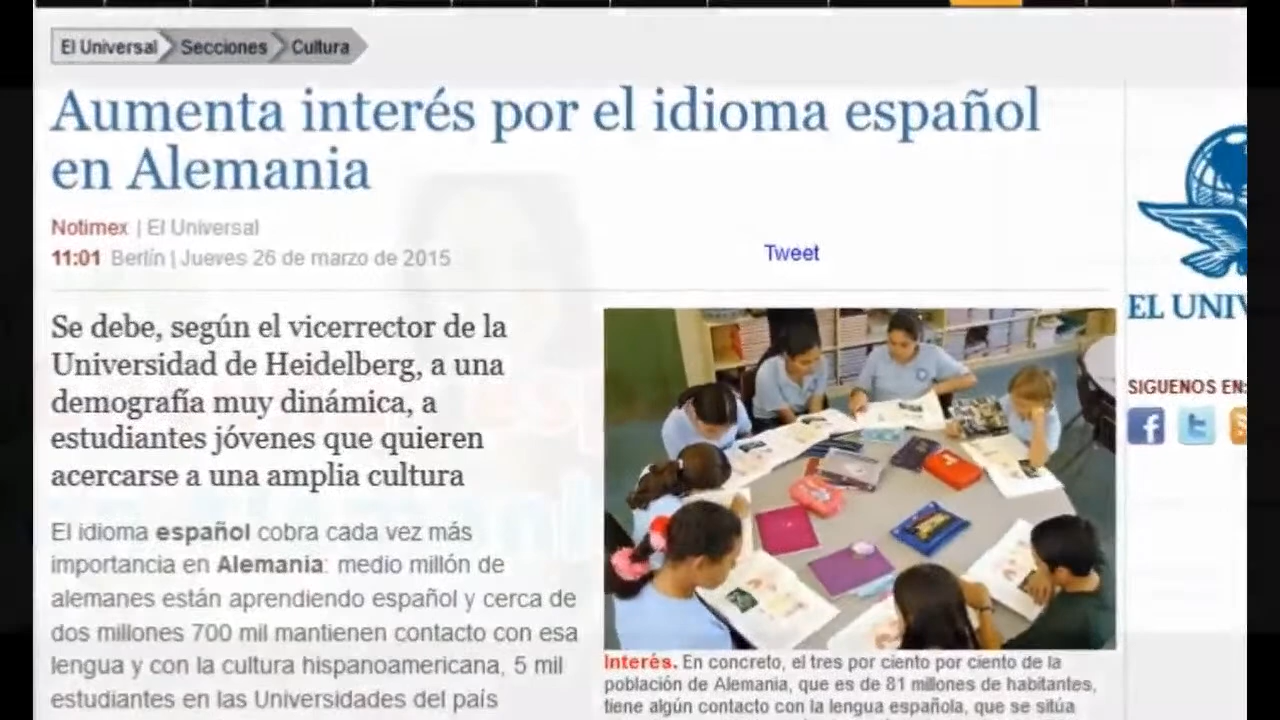 El Universal Secciones Cultura
Aumenta interés por el idioma español
en Alemania
Notimex | El Universal
11:01 Berlín | Jueves 26 de marzo de 2015
Tweet
Se debe, según el vicerrector de la
Universidad de Heidelberg, a una
demografía muy dinámica, a
estudiantes jóvenes que quieren
acercarse a una amplia cultura
El idioma español cobra cada vez más
importancia en Alemania: medio millón de
alemanes están aprendiendo español y cerca de
dos millones 700 mil mantienen contacto con esa
lengua y con la cultura hispanoamericana, 5 mil
estudiantes en las Universidades del país
Interés. En concreto, el tres por ciento por ciento de la
población de Alemania, que es de 81 millones de habitantes,
tiene algún contacto con la lengua española, que se sitúa
EL UNIV
SIGUENOS EN: